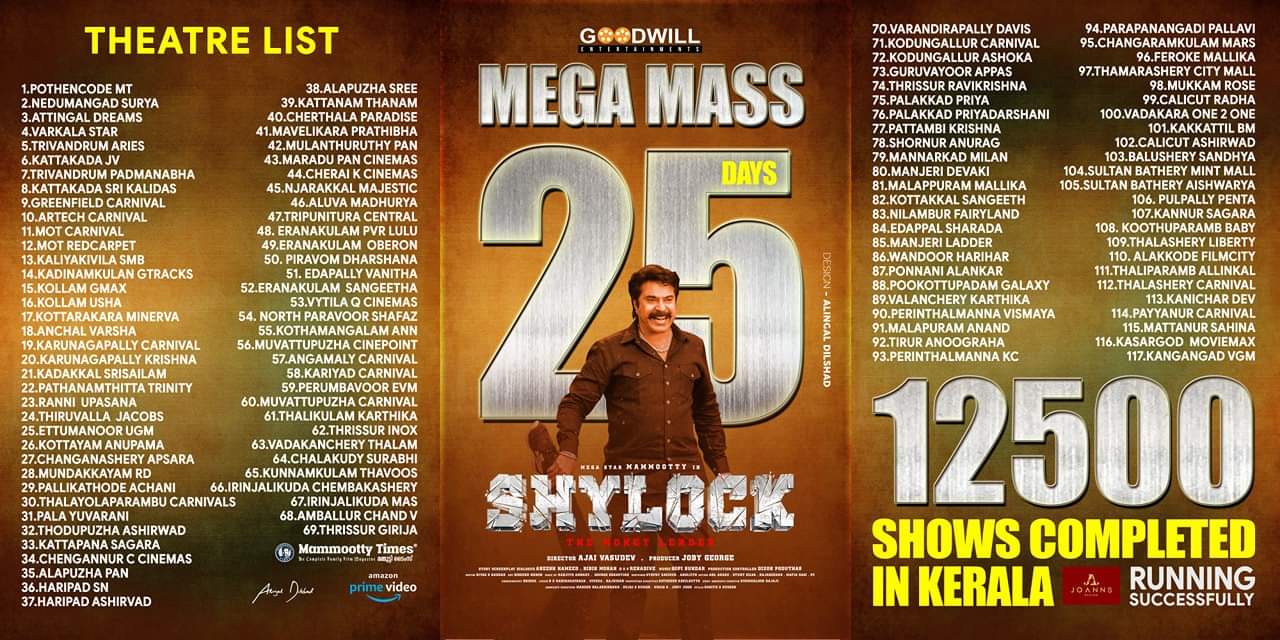 THEATRE LIST
1.POTHENCODE MT
2.NEDUMANGAD SURYA
3.ATTINGAL DREAMS
4.VARKALA STAR
5.TRIVANDRUM ARIES
6.KATTAKADA JV
7.TRIVANDRUM PADMANABHA
8.KATTAKADA SRI KALIDAS
9.GREENFIELD CARNIVAL
10.ARTECH CARNIVAL
11.MOT CARNIVAL
12.MOT REDCARPET
13.KALIYAKIVILA SMB
14.KADINAMKULAN GTRACKS
15.KOLLAM GMAX
16.KOLLAM USHA
17.KOTTARAKARA MINERVA
18.ANCHAL VARSHA
19.KARUNAGAPALLY CARNIVAL
20.KARUNAGAPALLY KRISHNA
21.KADAKKAL SRISAILAM
22.PATHANAMTHITTA TRINITY
23.RANNI UPASANA
24.THIRUVALLA JACOBS
25.ETTUMANOOR UGM
26.KOTTAYAM ANUPAMA
27.CHANGANASHERY APSARA
28.MUNDAKKAYAM RD
29.PALLIKATHODE ACHANI
30.THALAYOLAPARAMBU CARNIVALS
31.PALA YUVARANI
32.THODUPUZHA ASHIRWAD
33.KATTAPANA SAGARA
34.CHENGANNUR C CINEMAS
35.ALAPUZHA PAN
36.HARIPAD SN
37.HARIPAD ASHIRVAD
38.ALAPUZHA SREE
39.KATTANAM THANAM
40.CHERTHALA PARADISE
41.MAVELIKARA PRATHIBHA
42.MULANTHURUTHY PAN
43.MARADU PAN CINEMAS
44.CHERAI K CINEMAS
45.NJARAKKAL MAJESTIC
46.ALUVA MADHURYA
47.TRIPUNITURA CENTRAL
48. ERANAKULAM PVR LULU
49.ERANAKULAM OBERON
50. PIRAVOM DHARSHANA
51. EDAPALLY VANITHA
52.ERANAKULAM SANGEETHA
53.VYTILA Q CINEMAS
54. NORTH PARAVOOR SHAFAZ
55.KOTHAMANGALAM ANN
56.MUVATTUPUZHA CINEPOINT
57.ANGAMALY CARNIVAL
58.KARIYAD CARNIVAL
59.PERUMBAVOOR EVM
60.MUVATTUPUZHA CARNIVAL
61.THALIKULAM KARTHIKA
62.THRISSUR INOX
63.VADAKANCHERY THALAM
64.CHALAKUDY SURABHI
65.KUNNAMKULAM THAVOOS
66.IRINJALIKUDA CHEMBAKASHERY
67.IRINJALIKUDA MAS
68.AMBALLUR CHAND V
69.THRISSUR GIRIJA
Mammootty Times
amazon
prime video
GOODWILL
ENTERTAINMENTS
MEGA MASS
25
DAYS
DESIGN - ALINGAL DILSHAD
MEGA STAR MAMMOOTTY IN
SHYLOCK
THE MONEY LENDER
DIRECTOR AJAI VASUDEV . PRODUCER JOBY GEORGE
70.VARANDIRAPALLY DAVIS
71.KODUNGALLUR CARNIVAL
72.KODUNGALLUR ASHOKA
73.GURUVAYOOR APPAS
74.THRISSUR RAVIKRISHNA
75.PALAKKAD PRIYA
76.PALAKKAD PRIYADARSHANI
77.PATTAMBI KRISHNA
78.SHORNUR ANURAG
79.MANNARKAD MILAN
80.MANJERI DEVAKI
81.MALAPPURAM MALLIKA
82.KOTTAKKAL SANGEETH
83.NILAMBUR FAIRYLAND
84.EDAPPAL SHARADA
85.MANJERI LADDER
86.WANDOOR HARIHAR
87.PONNANI ALANKAR
88.POOKOTTUPADAM GALAXY
89.VALANCHERY KARTHIKA
90.PERINTHALMANNA VISMAYA
91.MALAPURAM ANAND
92.TIRUR ANOOGRAHA
93.PERINTHALMANNA KC
94.PARAPANANGADI PALLAVI
95.CHANGARAMKULAM MARS
96.FEROKE MALLIKA
97.THAMARASHERY CITY MALL
98.MUKKAM ROSE
99.CALICUT RADHA
100.VADAKARA ONE 2 ONE
101.KAKKATTIL BM
102.CALICUT ASHIRWAD
103.BALUSHERY SANDHYA
104.SULTAN BATHERY MINT MALL
105.SULTAN BATHERY AISHWARYA
106. PULPALLY PENTA
107.KANNUR SAGARA
108. KOOTHUPARAMB BABY
109.THALASHERY LIBERTY
110. ALAKKODE FILMCITY
111.THALIPARAMB ALLINKAL
112.THALASHERY CARNIVAL
113.KANICHAR DEV
114.PAYYANUR CARNIVAL
115.MATTANUR SAHINA
116.KASARGOD MOVIEMAX
117.KANGANGAD VGM
12500
SHOWS COMPLETED
IN KERALA
JOANNS
RUNNING
SUCCESSFULLY